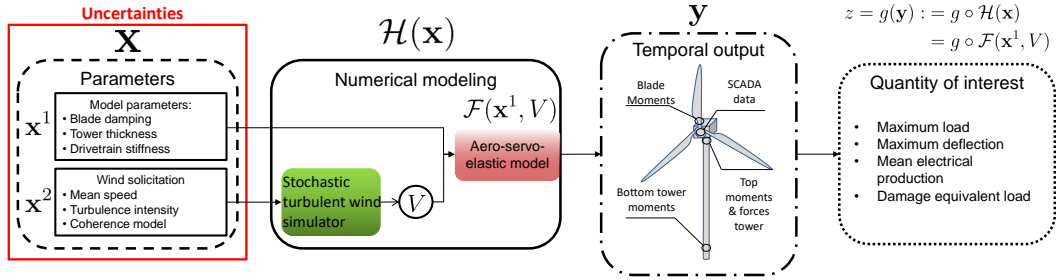 Uncertainties
x
Parameters
x¹
Model parameters:
• Blade damping
• Tower thickness
• Drivetrain stiffness
x²
Wind solicitation
• Mean speed
• Turbulence intensity
• Coherence model
H(x)
Numerical modeling
F(x¹, V)
Aero-servo-
elastic model
Stochastic
turbulent wind
simulator
V
y
Temporal output
Blade
Moments
SCADA
data
Bottom tower
moments
Top
moments
& forces
tower
z = g(y) : = g ∘ H(x)
= g ∘ F(x¹, V)
Quantity of interest
• Maximum load
• Maximum deflection
• Mean electrical
production
• Damage equivalent load